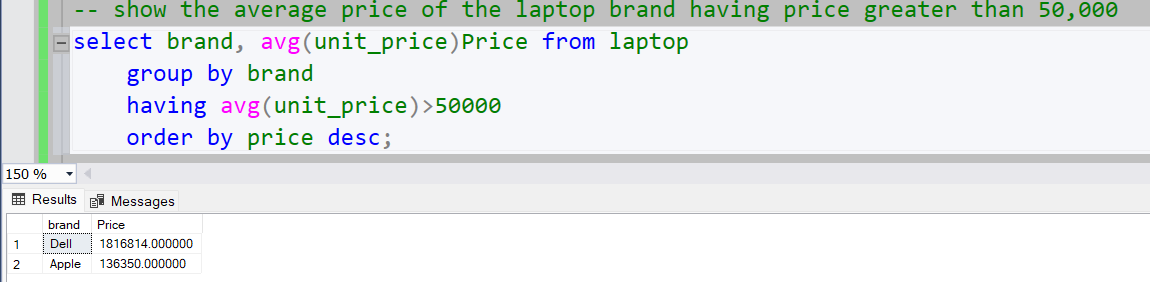 -- show the average price of the laptop brand having price greater than 50,000
select brand, avg(unit_price)Price from laptop
group by brand
having avg(unit_price)>50000
order by price desc;
150 %
Results Messages
brand Price
1 Dell 1816814.000000
2 Apple 136350.000000